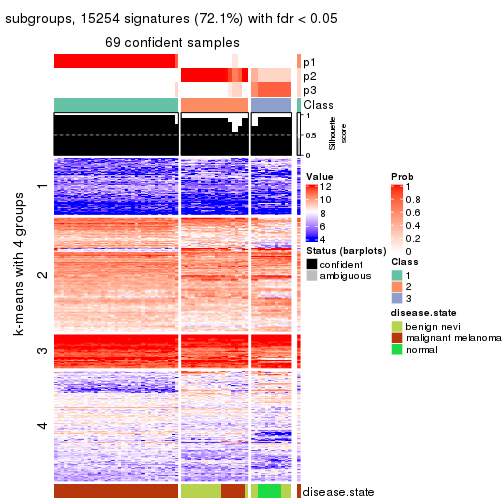 subgroups, 15254 signatures (72.1%) with fdr < 0.05
69 confident samples
p1
p2
p3
Class
1
0.5
0
Silhouette
score
k-means with 4 groups
1
2
3
4
disease.state
Value
12
10
8
6
4
Status (barplots)
confident
ambiguous
Prob
1
0.8
0.6
0.4
0.2
0
Class
1
2
3
disease.state
benign nevi
malignant melanoma
normal